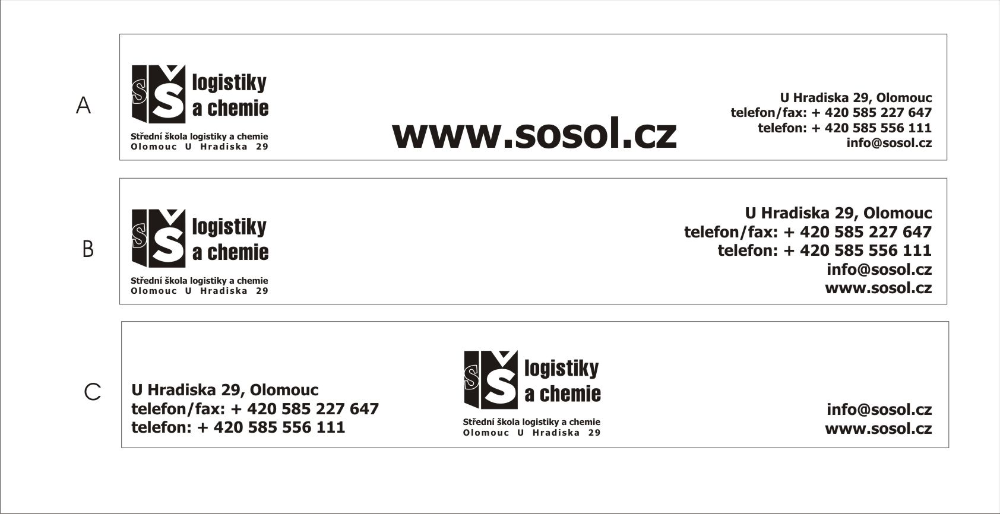 A
SŠ logistiky
a chemie
Střední škola logistiky a chemie
Olomouc U Hradiska 29
www.sosol.cz
U Hradiska 29, Olomouc
telefon/fax: + 420 585 227 647
telefon: + 420 585 556 111
info@sosol.cz
B
SŠ logistiky
a chemie
Střední škola logistiky a chemie
Olomouc U Hradiska 29
U Hradiska 29, Olomouc
telefon/fax: + 420 585 227 647
telefon: + 420 585 556 111
info@sosol.cz
www.sosol.cz
C
U Hradiska 29, Olomouc
telefon/fax: + 420 585 227 647
telefon: + 420 585 556 111
SŠ logistiky
a chemie
Střední škola logistiky a chemie
Olomouc U Hradiska 29
info@sosol.cz
www.sosol.cz